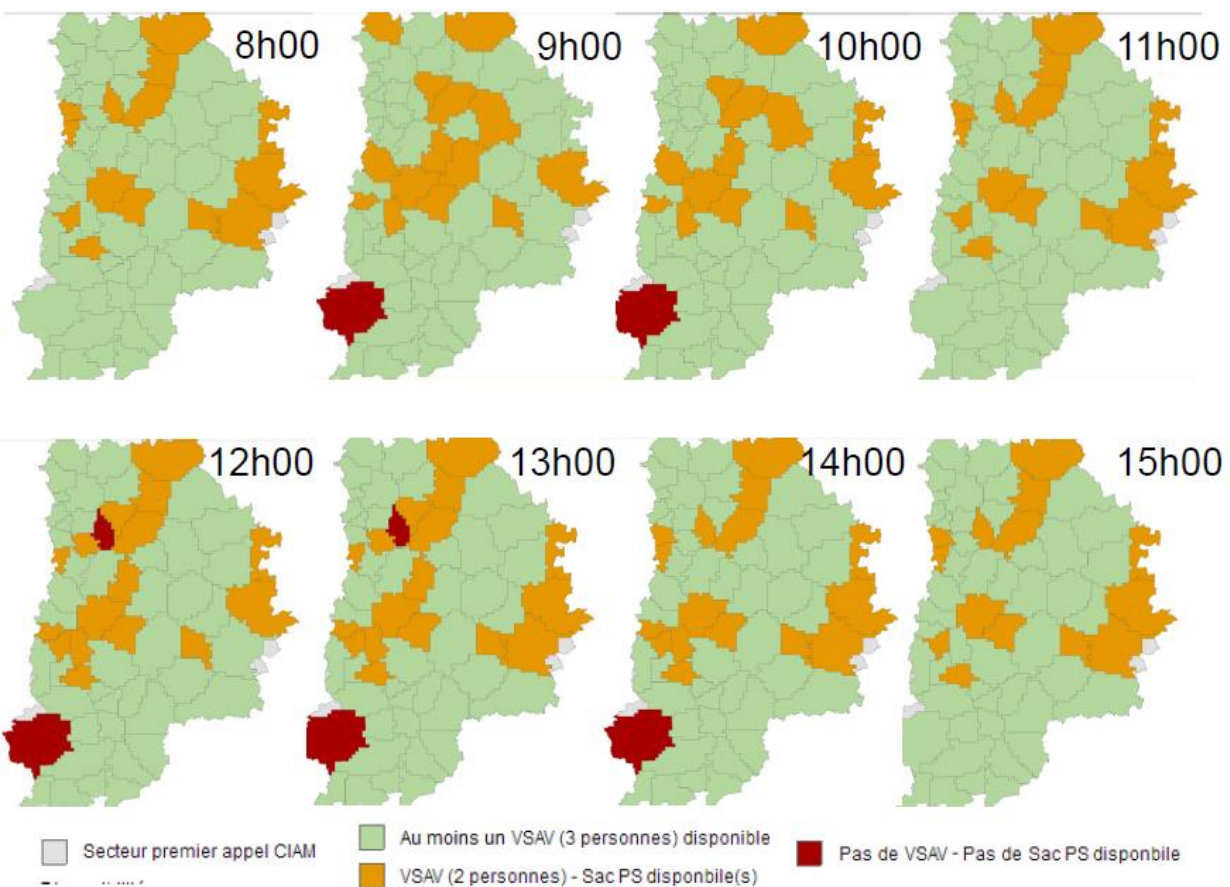 8h00
9h00
10h00
11h00
12h00
13h00
14h00
15h00
Secteur premier appel CIAM
Au moins un VSAV (3 personnes) disponible
VSAV (2 personnes) - Sac PS disponbile(s)
Pas de VSAV - Pas de Sac PS disponbile